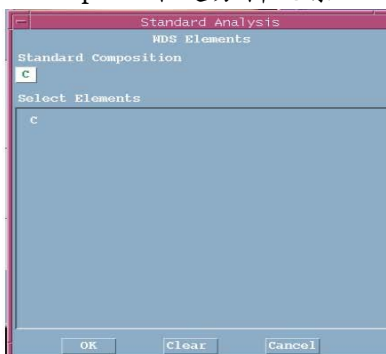 Standard Analysis
WDS Elements
Standard Composition
C
Select Elements
C
OK Clear Cancel